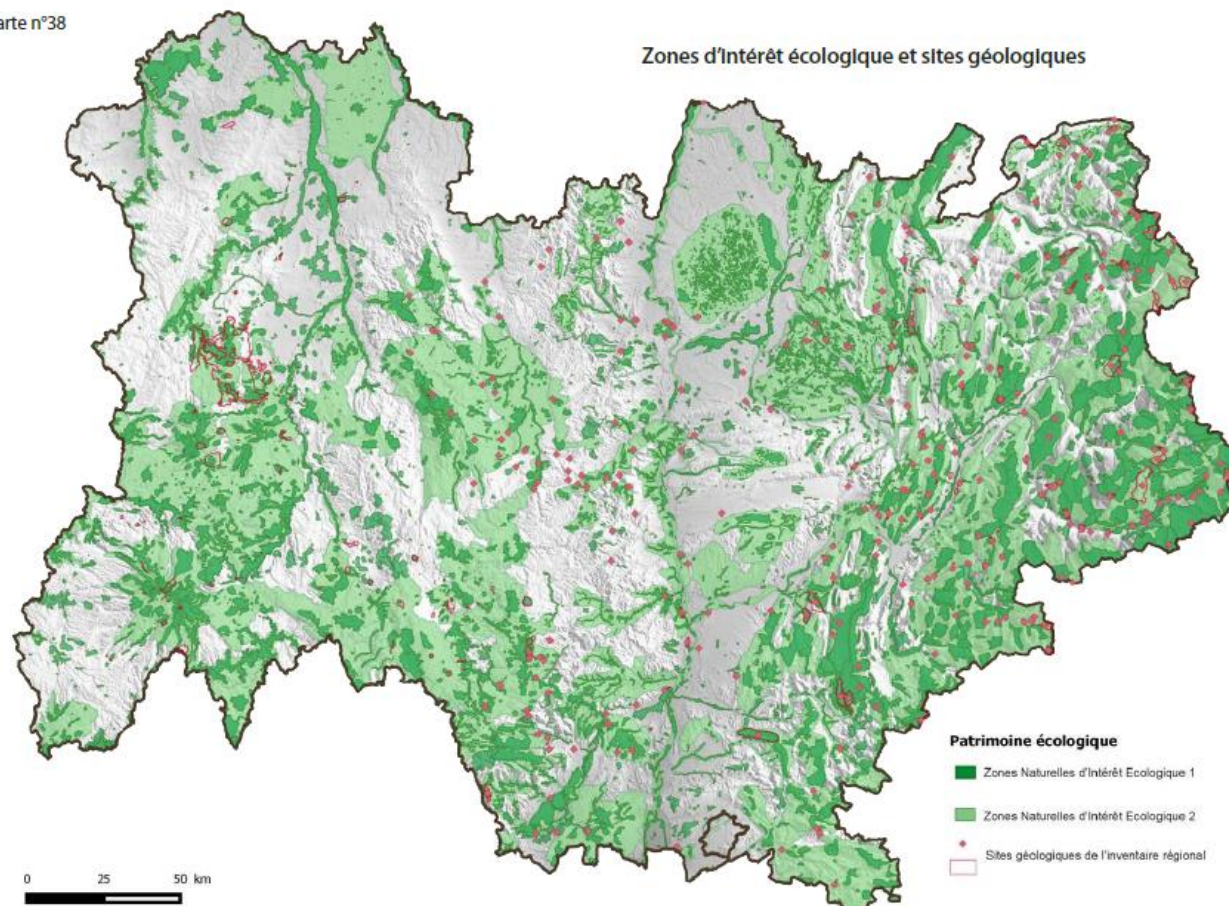 arte n°38
Zones d'intérêt écologique et sites géologiques
Patrimoine écologique
Zones Naturelles d'Intérêt Ecologique 1
Zones Naturelles d'Intérêt Ecologique 2
Sites géologiques de l'inventaire régional
0 25 50 km